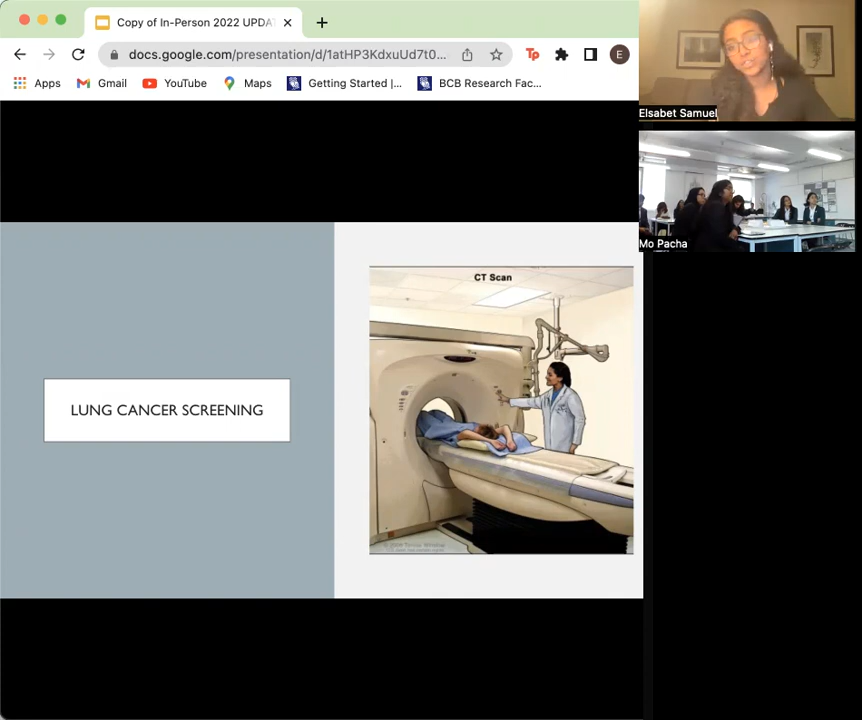 Copy of In-Person 2022 UPDA
docs.google.com/presentation/d/1atHP3KdxuUd7t0...
E
Apps
Gmail
YouTube
Maps
Getting Started |...
BCB Research Fac...
Elsabet Samuel
Mo Pacha
CT Scan
LUNG CANCER SCREENING